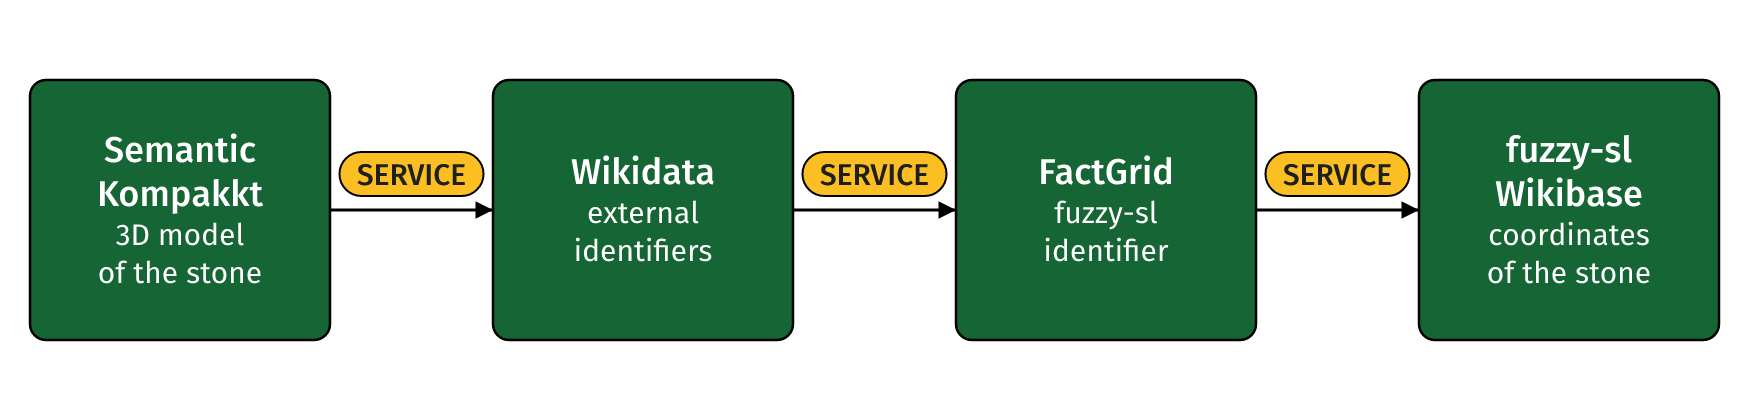 Semantic
Kompakkt
3D model
of the stone
SERVICE
Wikidata
external
identifiers
SERVICE
FactGrid
fuzzy-sl
identifier
SERVICE
fuzzy-sl
Wikibase
coordinates
of the stone